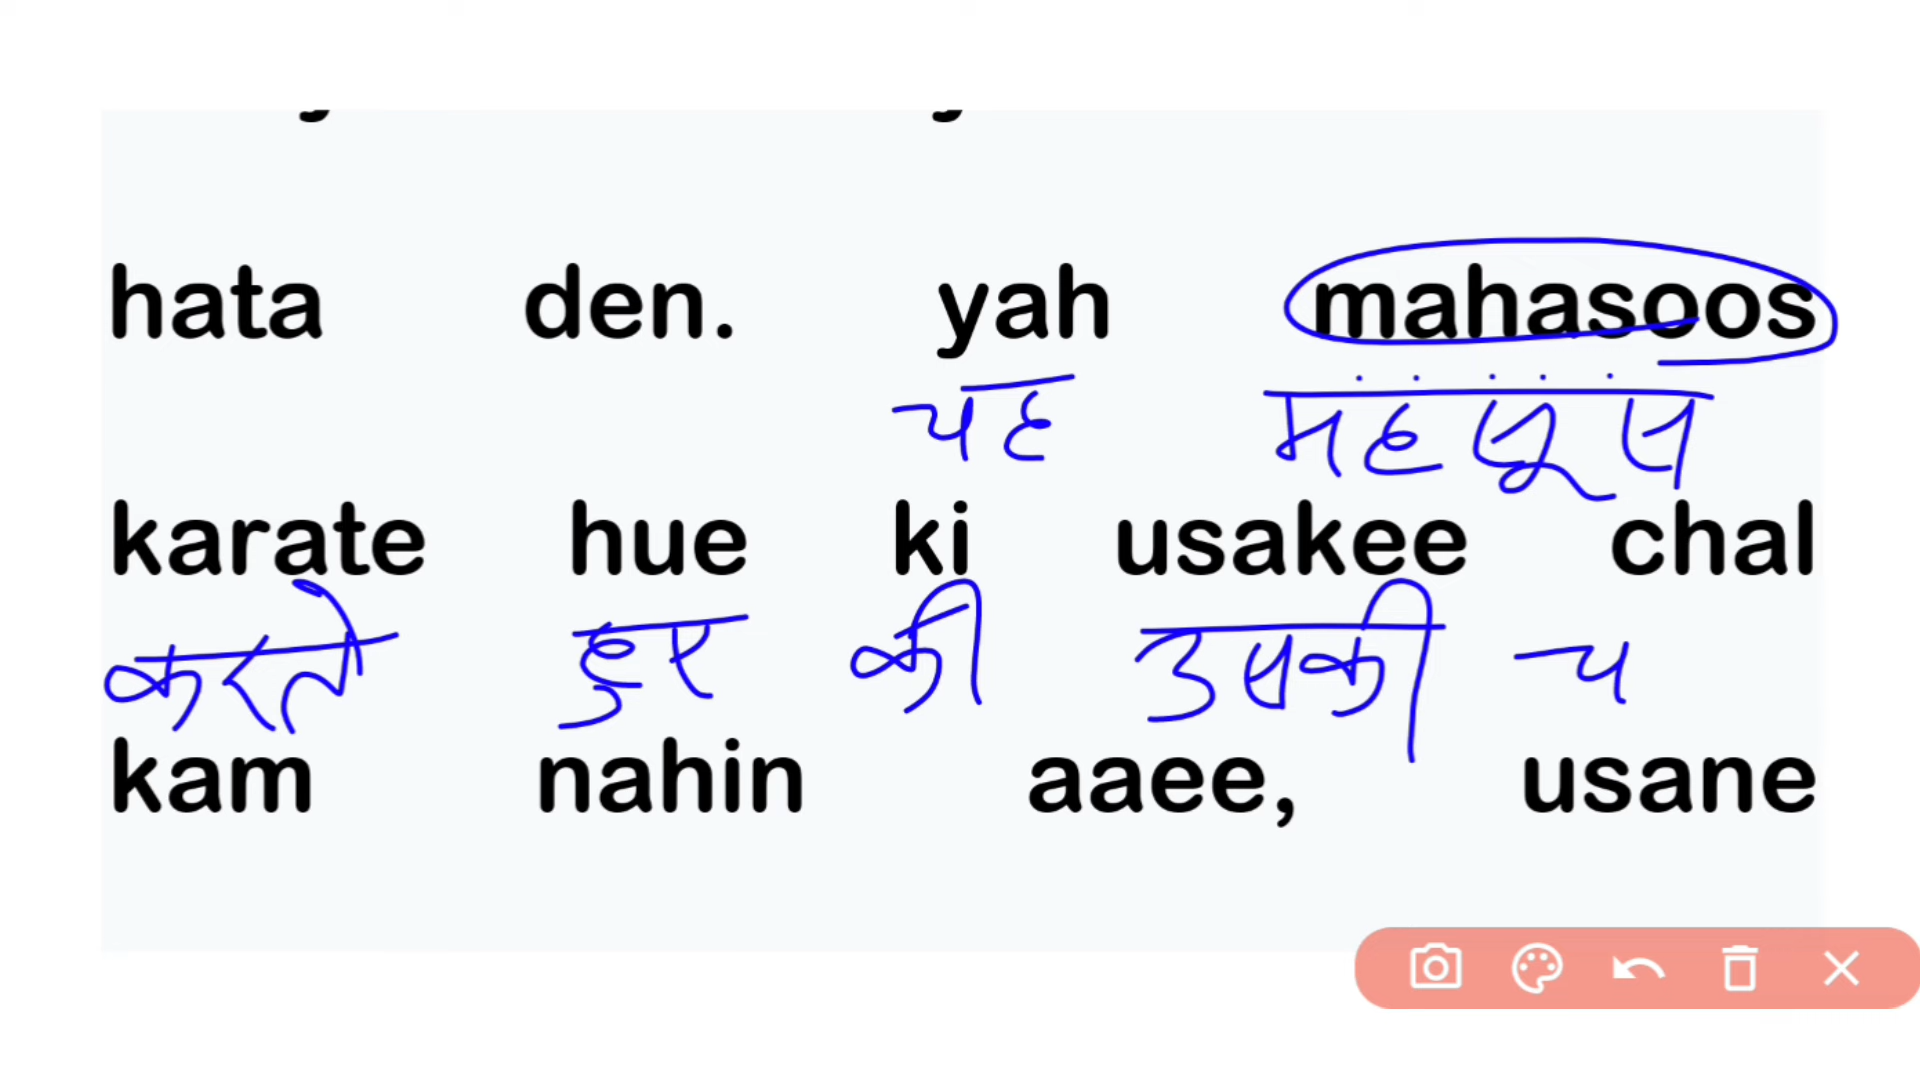 hata den. yah mahasoos
यह महसूस
karate hue ki usakee chal
करते हुए की उसकी च
kam nahin aaee, usane